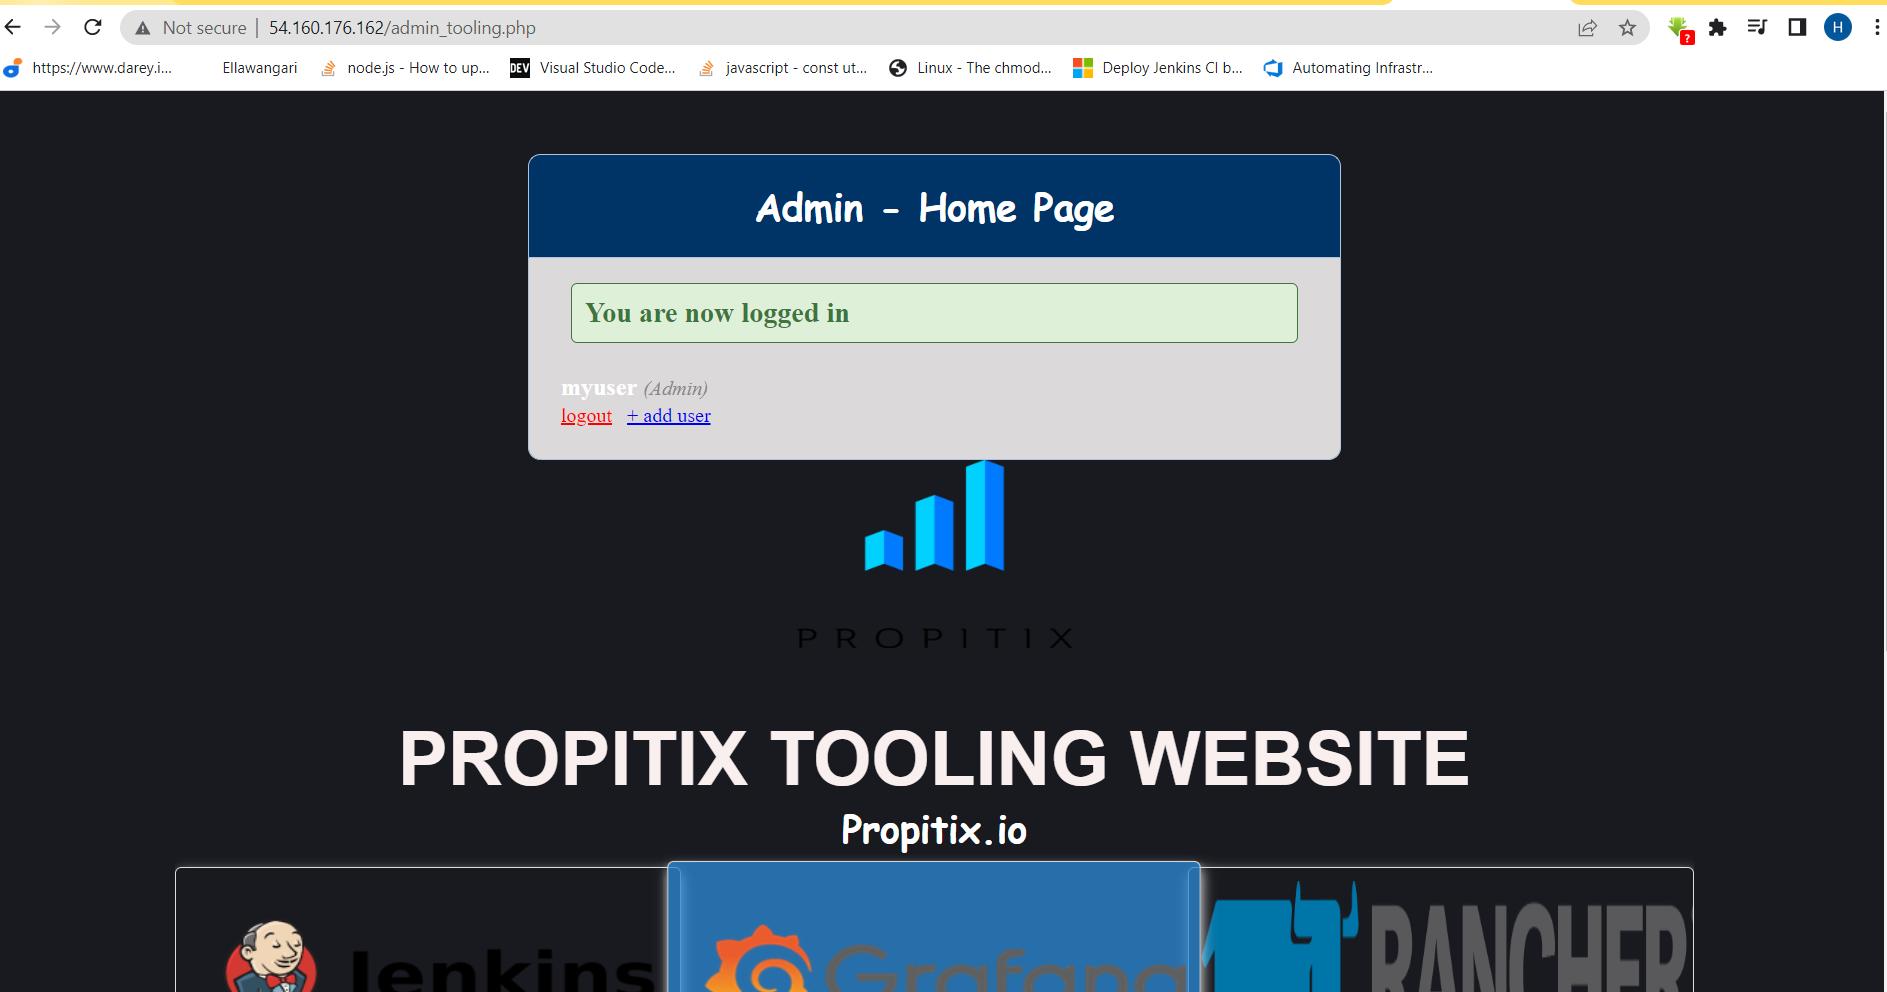 Not secure | 54.160.176.162/admin_tooling.php ? H
https://www.darey.i... Ellawangari node.js - How to up... DEV Visual Studio Code... javascript - const ut... Linux - The chmod... Deploy Jenkins CI b... Automating Infrastr...
Admin - Home Page
You are now logged in
myuser (Admin)
logout + add user
PROPITIX
PROPITIX TOOLING WEBSITE
Propitix.io
Jenkins Grafana RANCHER